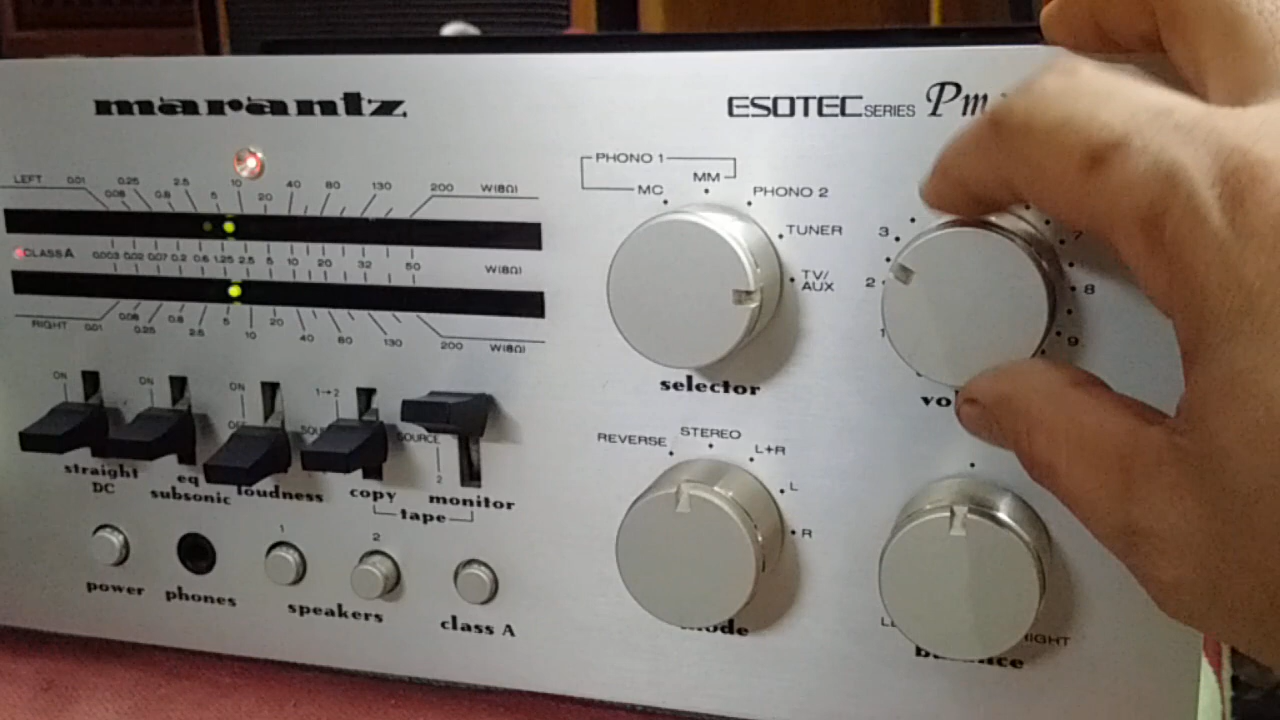 marantz
ESOTEC SERIES Pm
LEFT 0.01 0.08 0.25 0.8 2.5 5 10 20 40 80 130 200 W(8Ω)
CLASS A 0.003 0.02 0.07 0.2 0.6 1.25 2.5 5 10 20 32 50 W(8Ω)
RIGHT 0.01 0.08 0.25 0.8 2.5 5 10 20 40 80 130 200 W(8Ω)
PHONO 1
MC MM PHONO 2
TUNER
TV/
AUX
selector
3 7
2 8
1 9
ON ON ON 1→2
SOURCE
2
straight
DC
eq
subsonic
loudness
copy monitor
tape
REVERSE STEREO L+R
L
R
power phones
1 2
speakers
class A